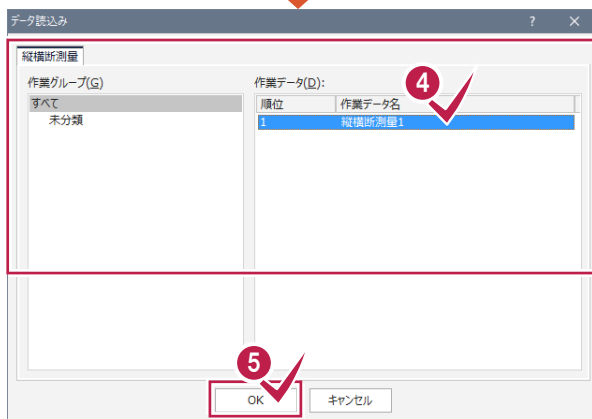 データ読込み ? ×
縦横断測量
作業グループ(G) 作業データ(D):
すべて
未分類
順位 作業データ名
1 縦横断測量1
4
5
OK キャンセル